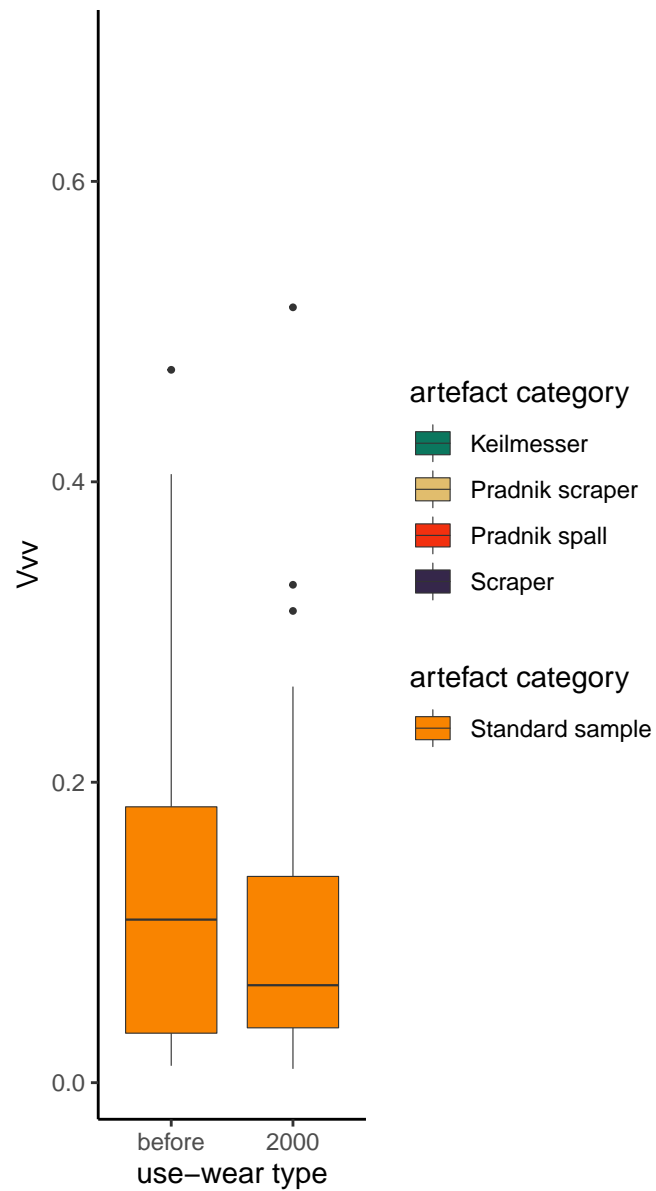 0.6
0.4
0.2
0.0
Vvv
before
2000
use−wear type
artefact category
Keilmesser
Pradnik scraper
Pradnik spall
Scraper
artefact category
Standard sample